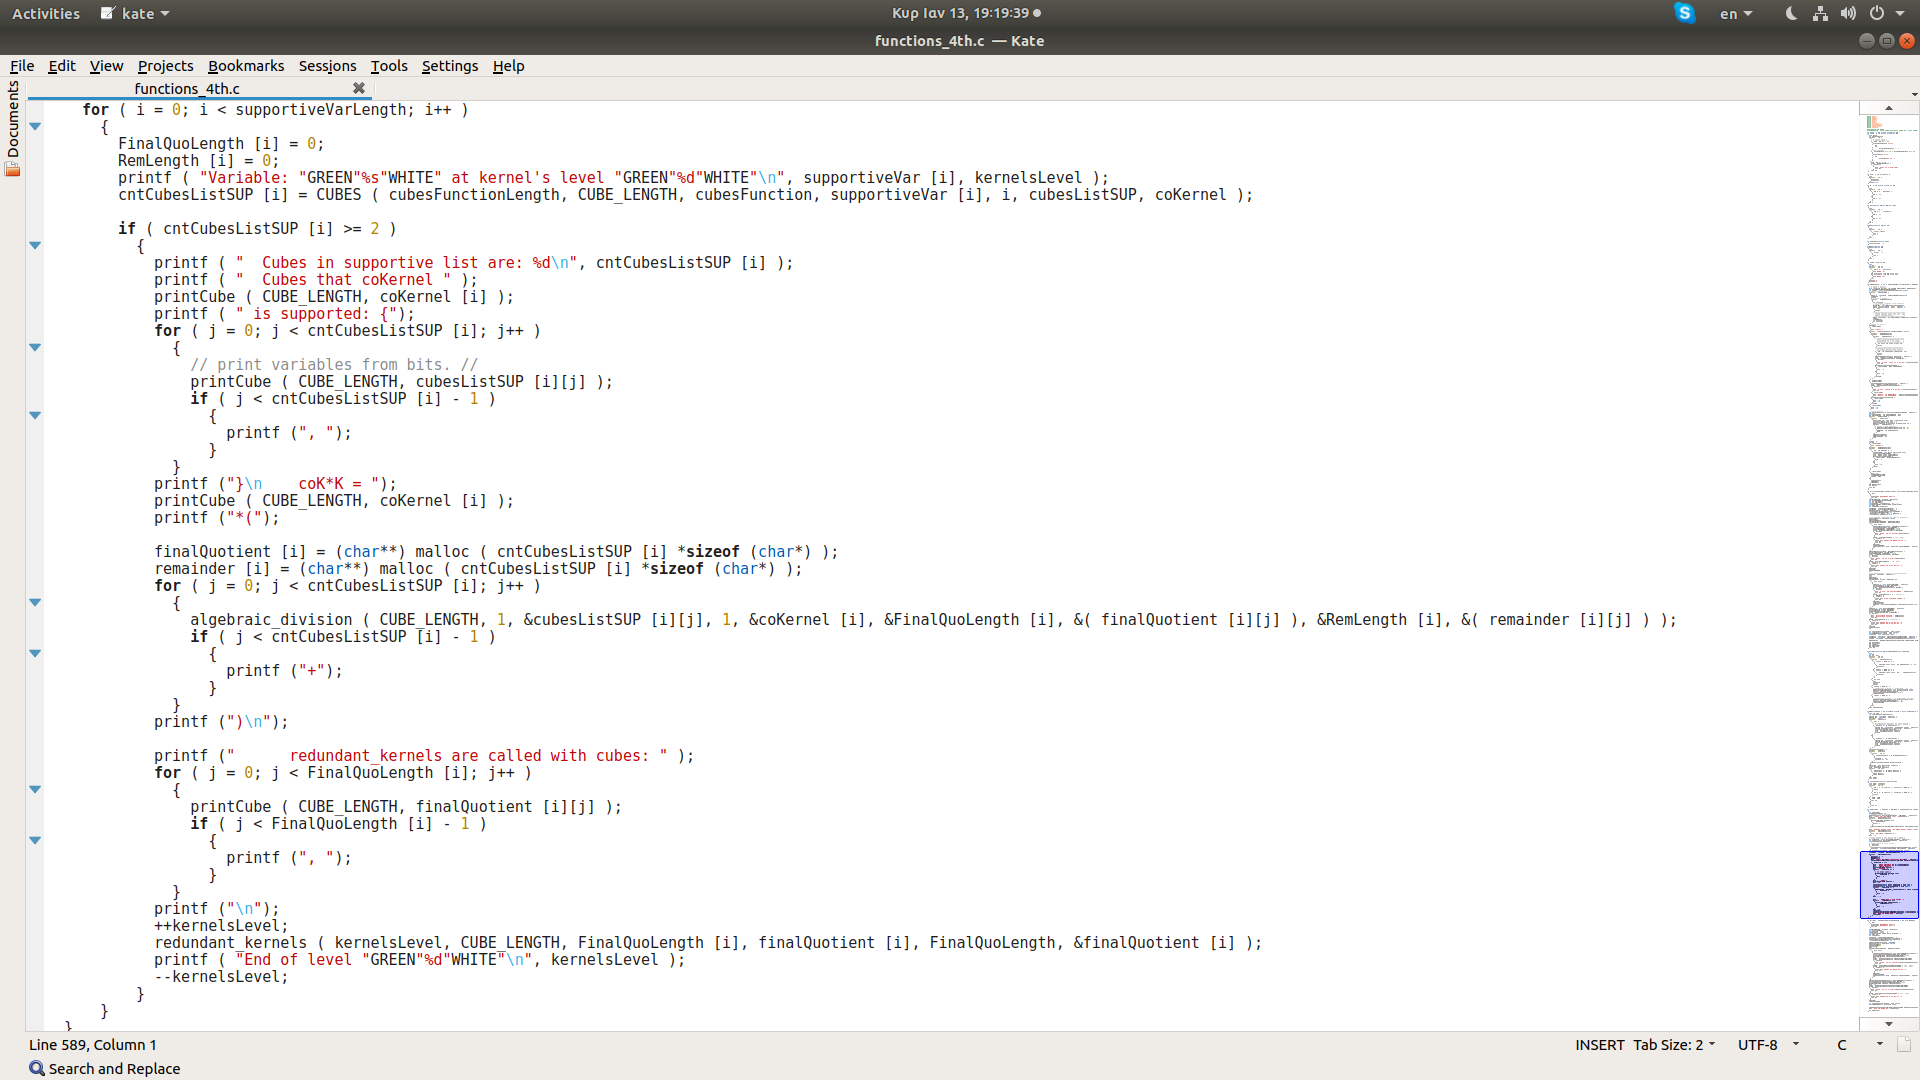 Activities kate Κυρ Ιαν 13, 19:19:39 en
functions_4th.c — Kate
File Edit View Projects Bookmarks Sessions Tools Settings Help
Documents
functions_4th.c
for ( i = 0; i < supportiveVarLength; i++ )
{
FinalQuoLength [i] = 0;
RemLength [i] = 0;
printf ( "Variable: "GREEN"%s"WHITE" at kernel's level "GREEN"%d"WHITE"\n", supportiveVar [i], kernelsLevel );
cntCubesListSUP [i] = CUBES ( cubesFunctionLength, CUBE_LENGTH, cubesFunction, supportiveVar [i], i, cubesListSUP, coKernel );
if ( cntCubesListSUP [i] >= 2 )
{
printf ( "  Cubes in supportive list are: %d\n", cntCubesListSUP [i] );
printf ( "  Cubes that coKernel " );
printCube ( CUBE_LENGTH, coKernel [i] );
printf ( " is supported: {");
for ( j = 0; j < cntCubesListSUP [i]; j++ )
{
// print variables from bits. //
printCube ( CUBE_LENGTH, cubesListSUP [i][j] );
if ( j < cntCubesListSUP [i] - 1 )
{
printf (", ");
}
}
printf ("}\n    coK*K = ");
printCube ( CUBE_LENGTH, coKernel [i] );
printf ("*(");
finalQuotient [i] = (char**) malloc ( cntCubesListSUP [i] *sizeof (char*) );
remainder [i] = (char**) malloc ( cntCubesListSUP [i] *sizeof (char*) );
for ( j = 0; j < cntCubesListSUP [i]; j++ )
{
algebraic_division ( CUBE_LENGTH, 1, &cubesListSUP [i][j], 1, &coKernel [i], &FinalQuoLength [i], &( finalQuotient [i][j] ), &RemLength [i], &( remainder [i][j] ) );
if ( j < cntCubesListSUP [i] - 1 )
{
printf ("+");
}
}
printf (")\n");
printf ("      redundant_kernels are called with cubes: " );
for ( j = 0; j < FinalQuoLength [i]; j++ )
{
printCube ( CUBE_LENGTH, finalQuotient [i][j] );
if ( j < FinalQuoLength [i] - 1 )
{
printf (", ");
}
}
printf ("\n");
++kernelsLevel;
redundant_kernels ( kernelsLevel, CUBE_LENGTH, FinalQuoLength [i], finalQuotient [i], FinalQuoLength, &finalQuotient [i] );
printf ( "End of level "GREEN"%d"WHITE"\n", kernelsLevel );
--kernelsLevel;
}
}
}
Line 589, Column 1 INSERT Tab Size: 2 UTF-8 C
Search and Replace